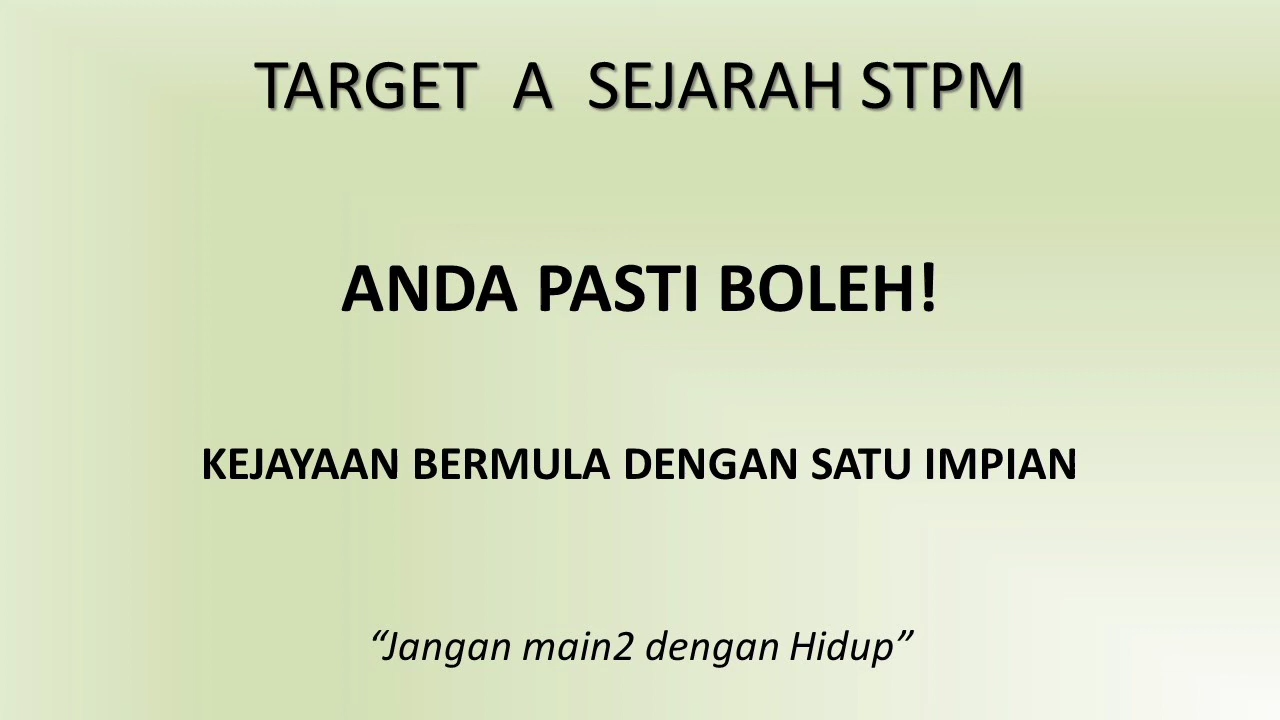 TARGET A SEJARAH STPM
ANDA PASTI BOLEH!
KEJAYAAN BERMULA DENGAN SATU IMPIAN
“Jangan main2 dengan Hidup”